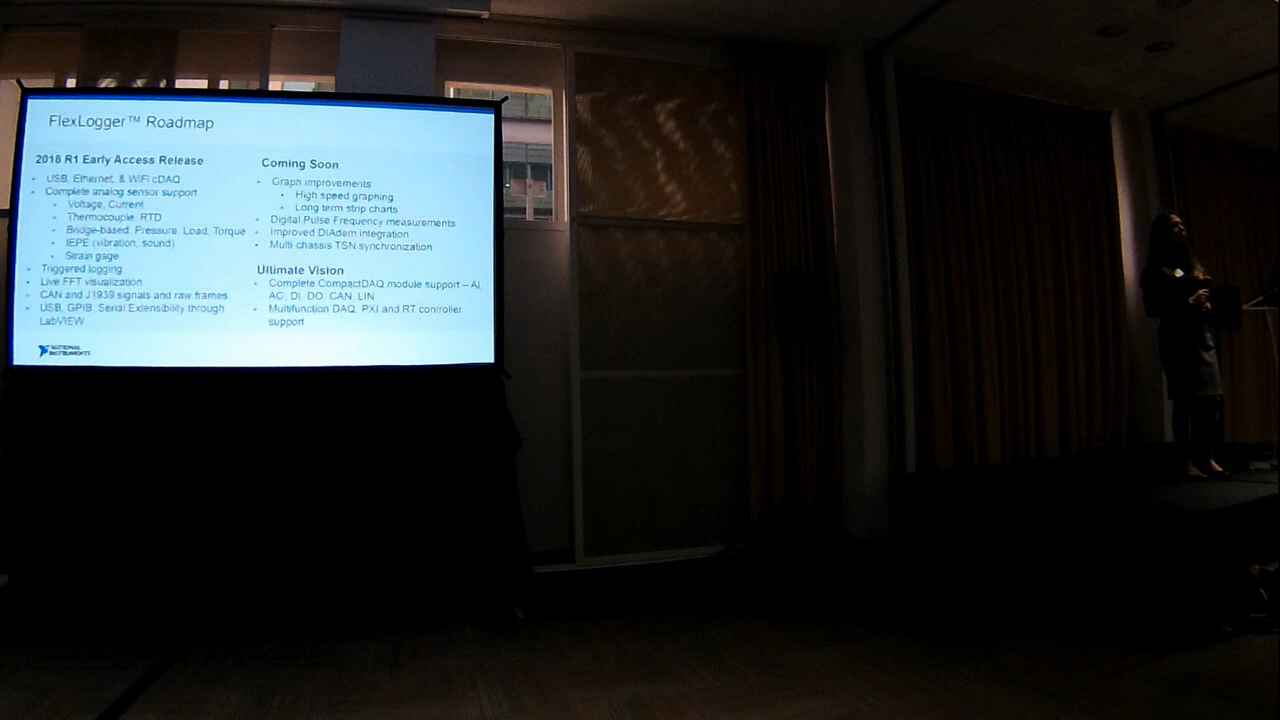 FlexLogger™ Roadmap
2018 R1 Early Access Release
USB, Ethernet, & WiFi cDAQ
Complete analog sensor support
Voltage, Current
Thermocouple, RTD
Bridge-based, Pressure, Load, Torque
IEPE (vibration, sound)
Strain gage
Triggered logging
Live FFT visualization
CAN and J1939 signals and raw frames
USB, GPIB, Serial Extensibility through
LabVIEW
Coming Soon
Graph improvements
High speed graphing
Long term strip charts
Digital Pulse Frequency measurements
Improved DIAdem integration
Multi-chassis TSN synchronization
Ultimate Vision
Complete CompactDAQ module support – AI,
AO, DI, DO, CAN, LIN
Multifunction DAQ, PXI and RT controller
support
NATIONAL
INSTRUMENTS